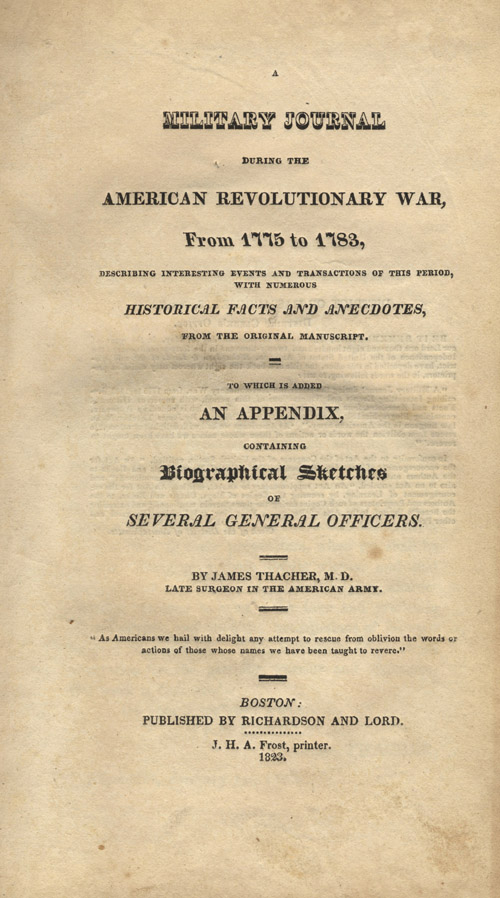 A
MILITARY JOURNAL
DURING THE
AMERICAN REVOLUTIONARY WAR,
From 1775 to 1783,
DESCRIBING INTERESTING EVENTS AND TRANSACTIONS OF THIS PERIOD,
WITH NUMEROUS
HISTORICAL FACTS AND ANECDOTES,
FROM THE ORIGINAL MANUSCRIPT.
TO WHICH IS ADDED
AN APPENDIX,
CONTAINING
Biographical Sketches
OF
SEVERAL GENERAL OFFICERS.
BY JAMES THACHER, M. D.
LATE SURGEON IN THE AMERICAN ARMY.
"As Americans we hail with delight any attempt to rescue from oblivion the words or
actions of those whose names we have been taught to revere."
BOSTON:
PUBLISHED BY RICHARDSON AND LORD.
J. H. A. Frost, printer.
1823.